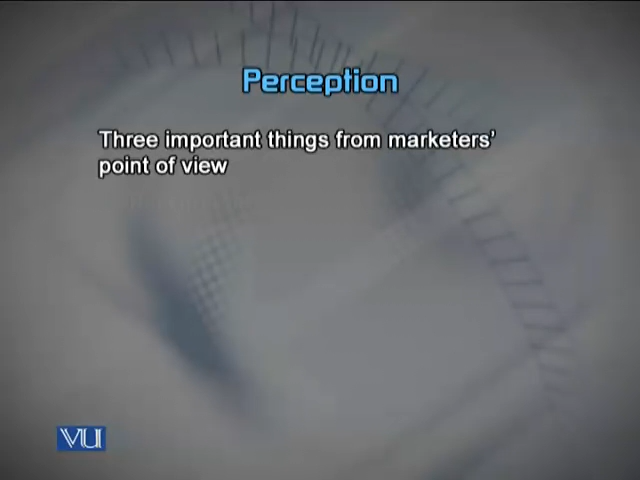 Perception
Three important things from marketers'
point of view
VU